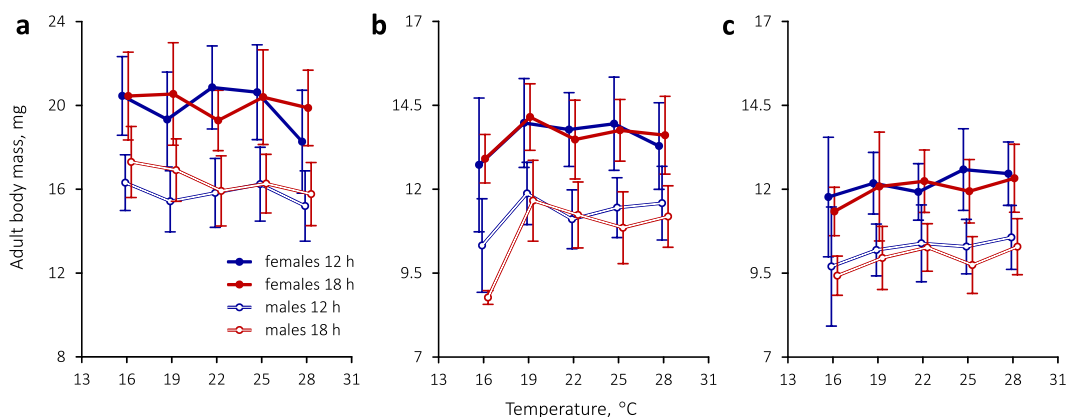 a
b
c
Adult body mass, mg
24
20
16
12
8
17
14.5
12
9.5
7
17
14.5
12
9.5
7
females 12 h
females 18 h
males 12 h
males 18 h
13 16 19 22 25 28 31
13 16 19 22 25 28 31
13 16 19 22 25 28 31
Temperature, °C